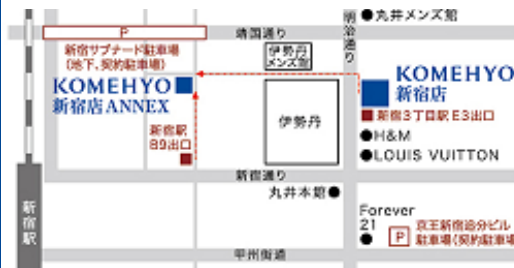 P
靖国通り
明治通り
●丸井メンズ館
新宿サブナード駐車場
(地下、契約駐車場)
伊勢丹
メンズ館
KOMEHYO
新宿店ANNEX
KOMEHYO
新宿店
新宿3丁目駅 E3出口
●H&M
●LOUIS VUITTON
伊勢丹
新宿駅
B9出口
新宿通り
丸井本館●
新宿駅
Forever
21
●
P
京王新宿追分ビル
駐車場(契約駐車場
甲州街道